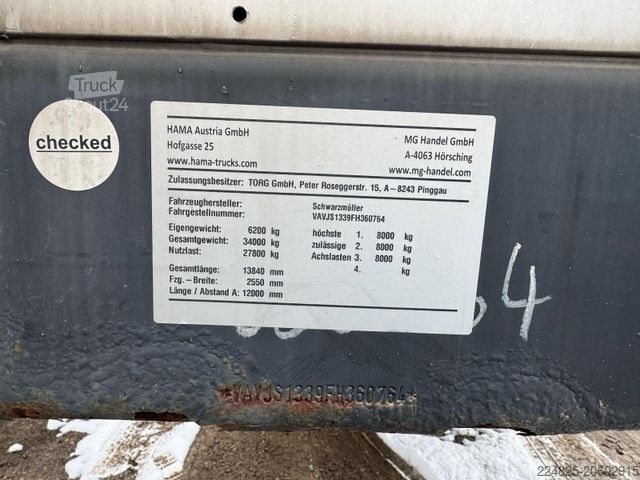 Truck
Scout24
checked
HAMA Austria GmbH
Hofgasse 25
www.hama-trucks.com
MG Handel GmbH
A-4063 Hörsching
www.mg-handel.com
Zulassungsbesitzer: TORG GmbH, Peter Roseggerstr. 15, A – 8243 Pinggau
Fahrzeughersteller: Schwarzmüller
Fahrgestellnummer: VAVJS1339FH360764
Eigengewicht: 6200 kg höchste 1. 8000 kg
Gesamtgewicht: 34000 kg zulässige 2. 8000 kg
Nutzlast: 27800 kg Achslasten 3. 8000 kg
4. kg
Gesamtlänge: 13840 mm
Fzg. – Breite: 2550 mm
Länge / Abstand A: 12000 mm
64
*VAVJS1339FH360764*
224825-20602915